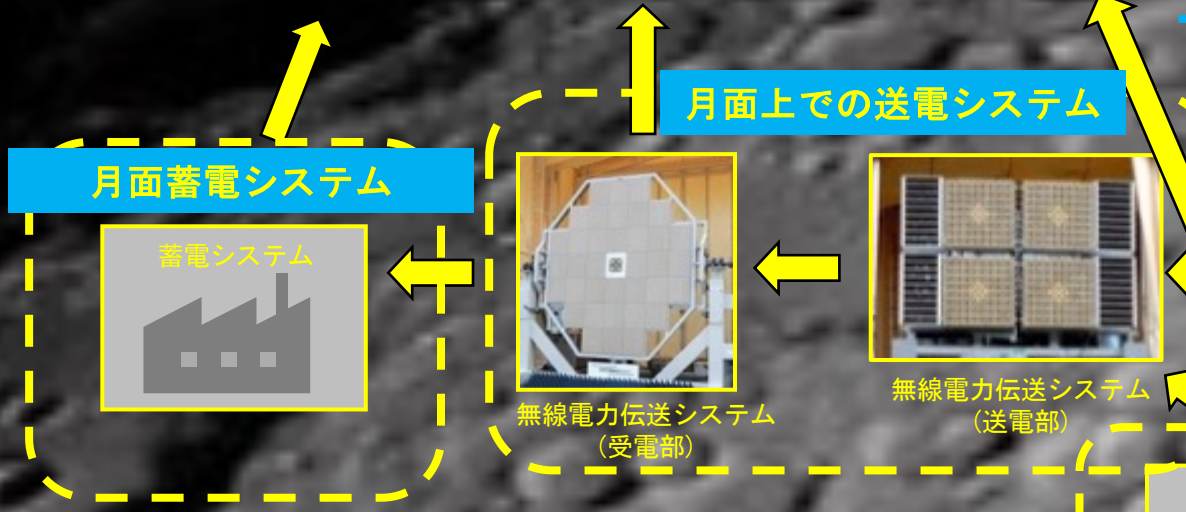 月面上での送電システム
月面蓄電システム
蓄電システム
無線電力伝送システム
（送電部）
無線電力伝送システム
（受電部）